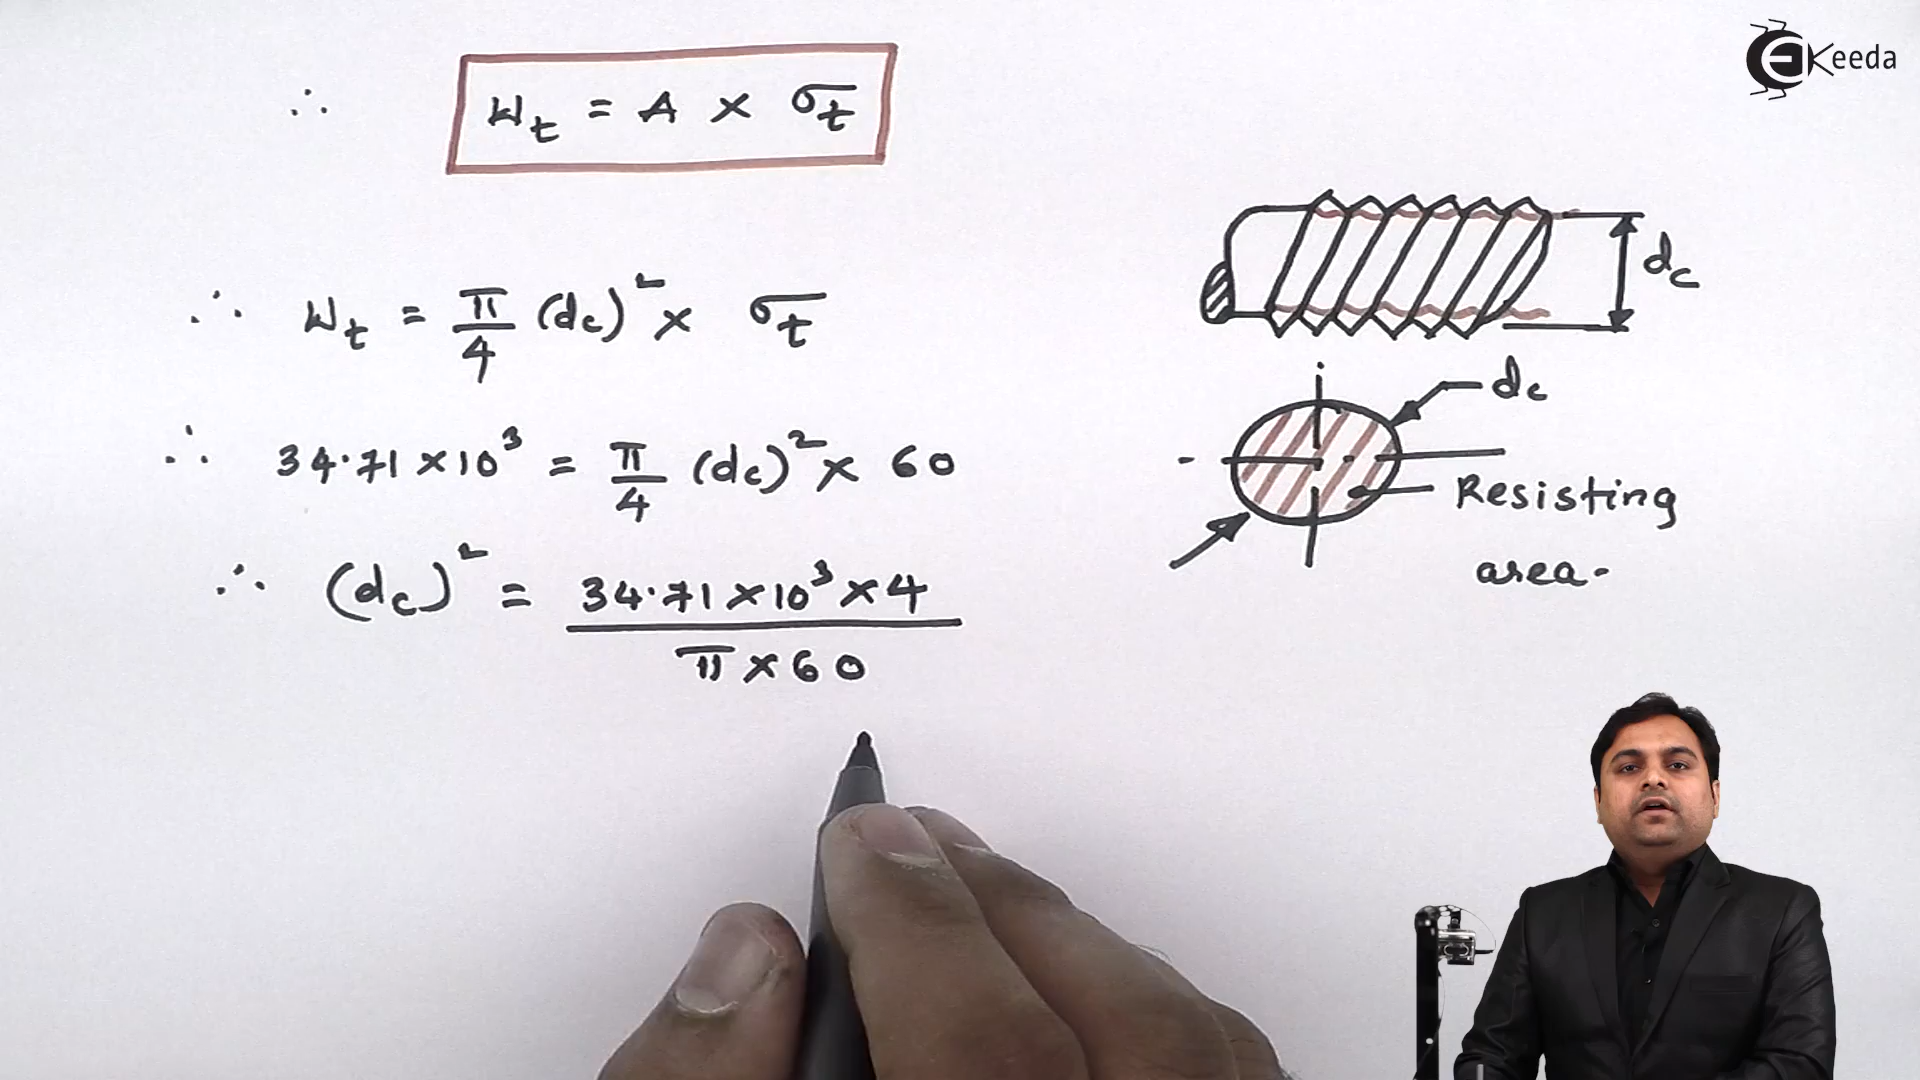 Ekeeda
∴ Wt = A × σt
∴ Wt = π/4 (dc)² × σt
∴ 34.71 × 10³ = π/4 (dc)² × 60
∴ (dc)² = 34.71 × 10³ × 4
π × 60
dc
dc
Resisting
area.